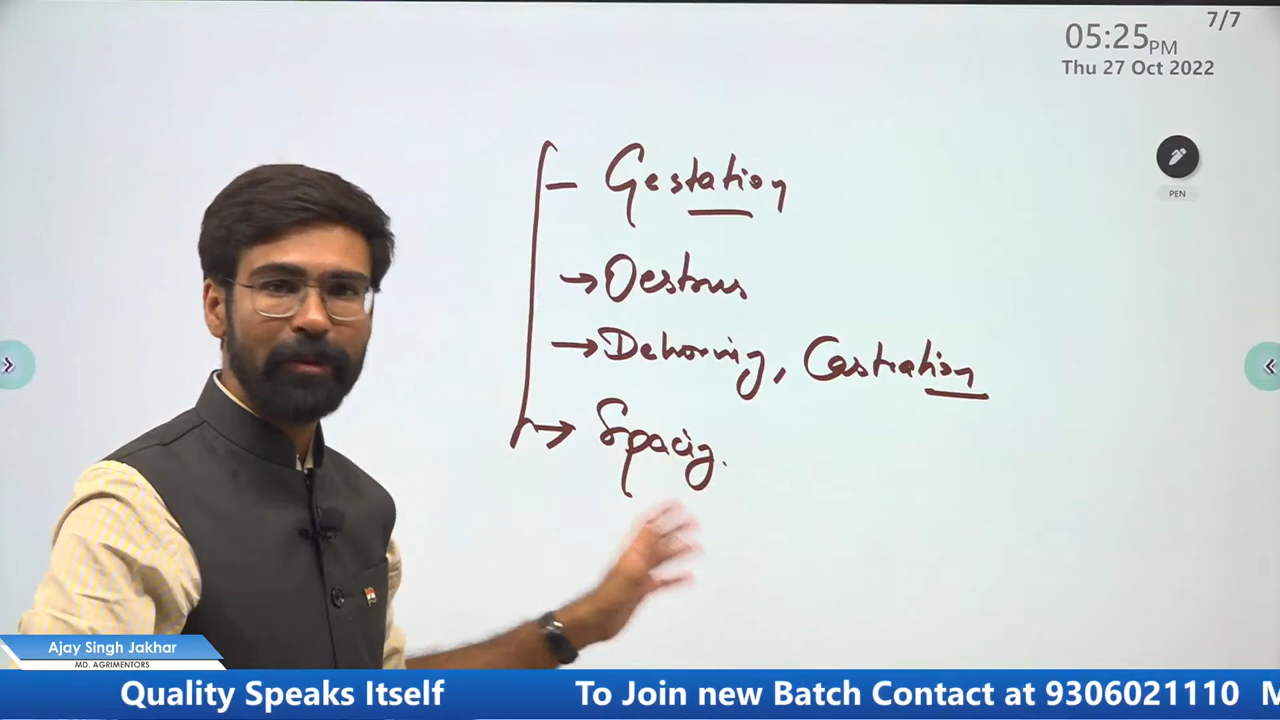 7/7
05:25PM
Thu 27 Oct 2022
Gestation
PEN
→ Oestrus
→ Dehorning, Castration
→ Spacig.
Ajay Singh Jakhar
MD. AGRIMENTORS
Quality Speaks Itself To Join new Batch Contact at 9306021110 M